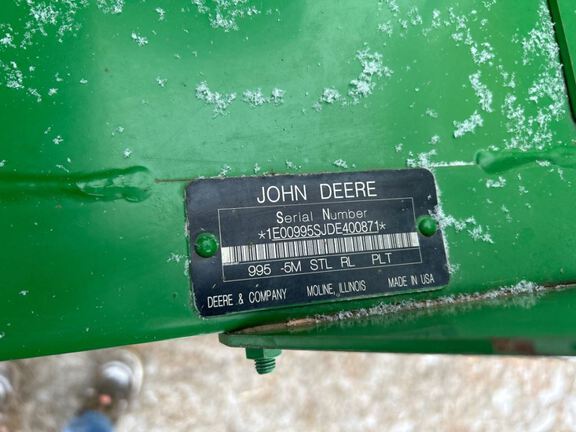 JOHN DEERE
Serial Number
*1E00995SJDE400871*
995 -5M STL RL PLT
DEERE & COMPANY MOLINE, ILLINOIS MADE IN USA